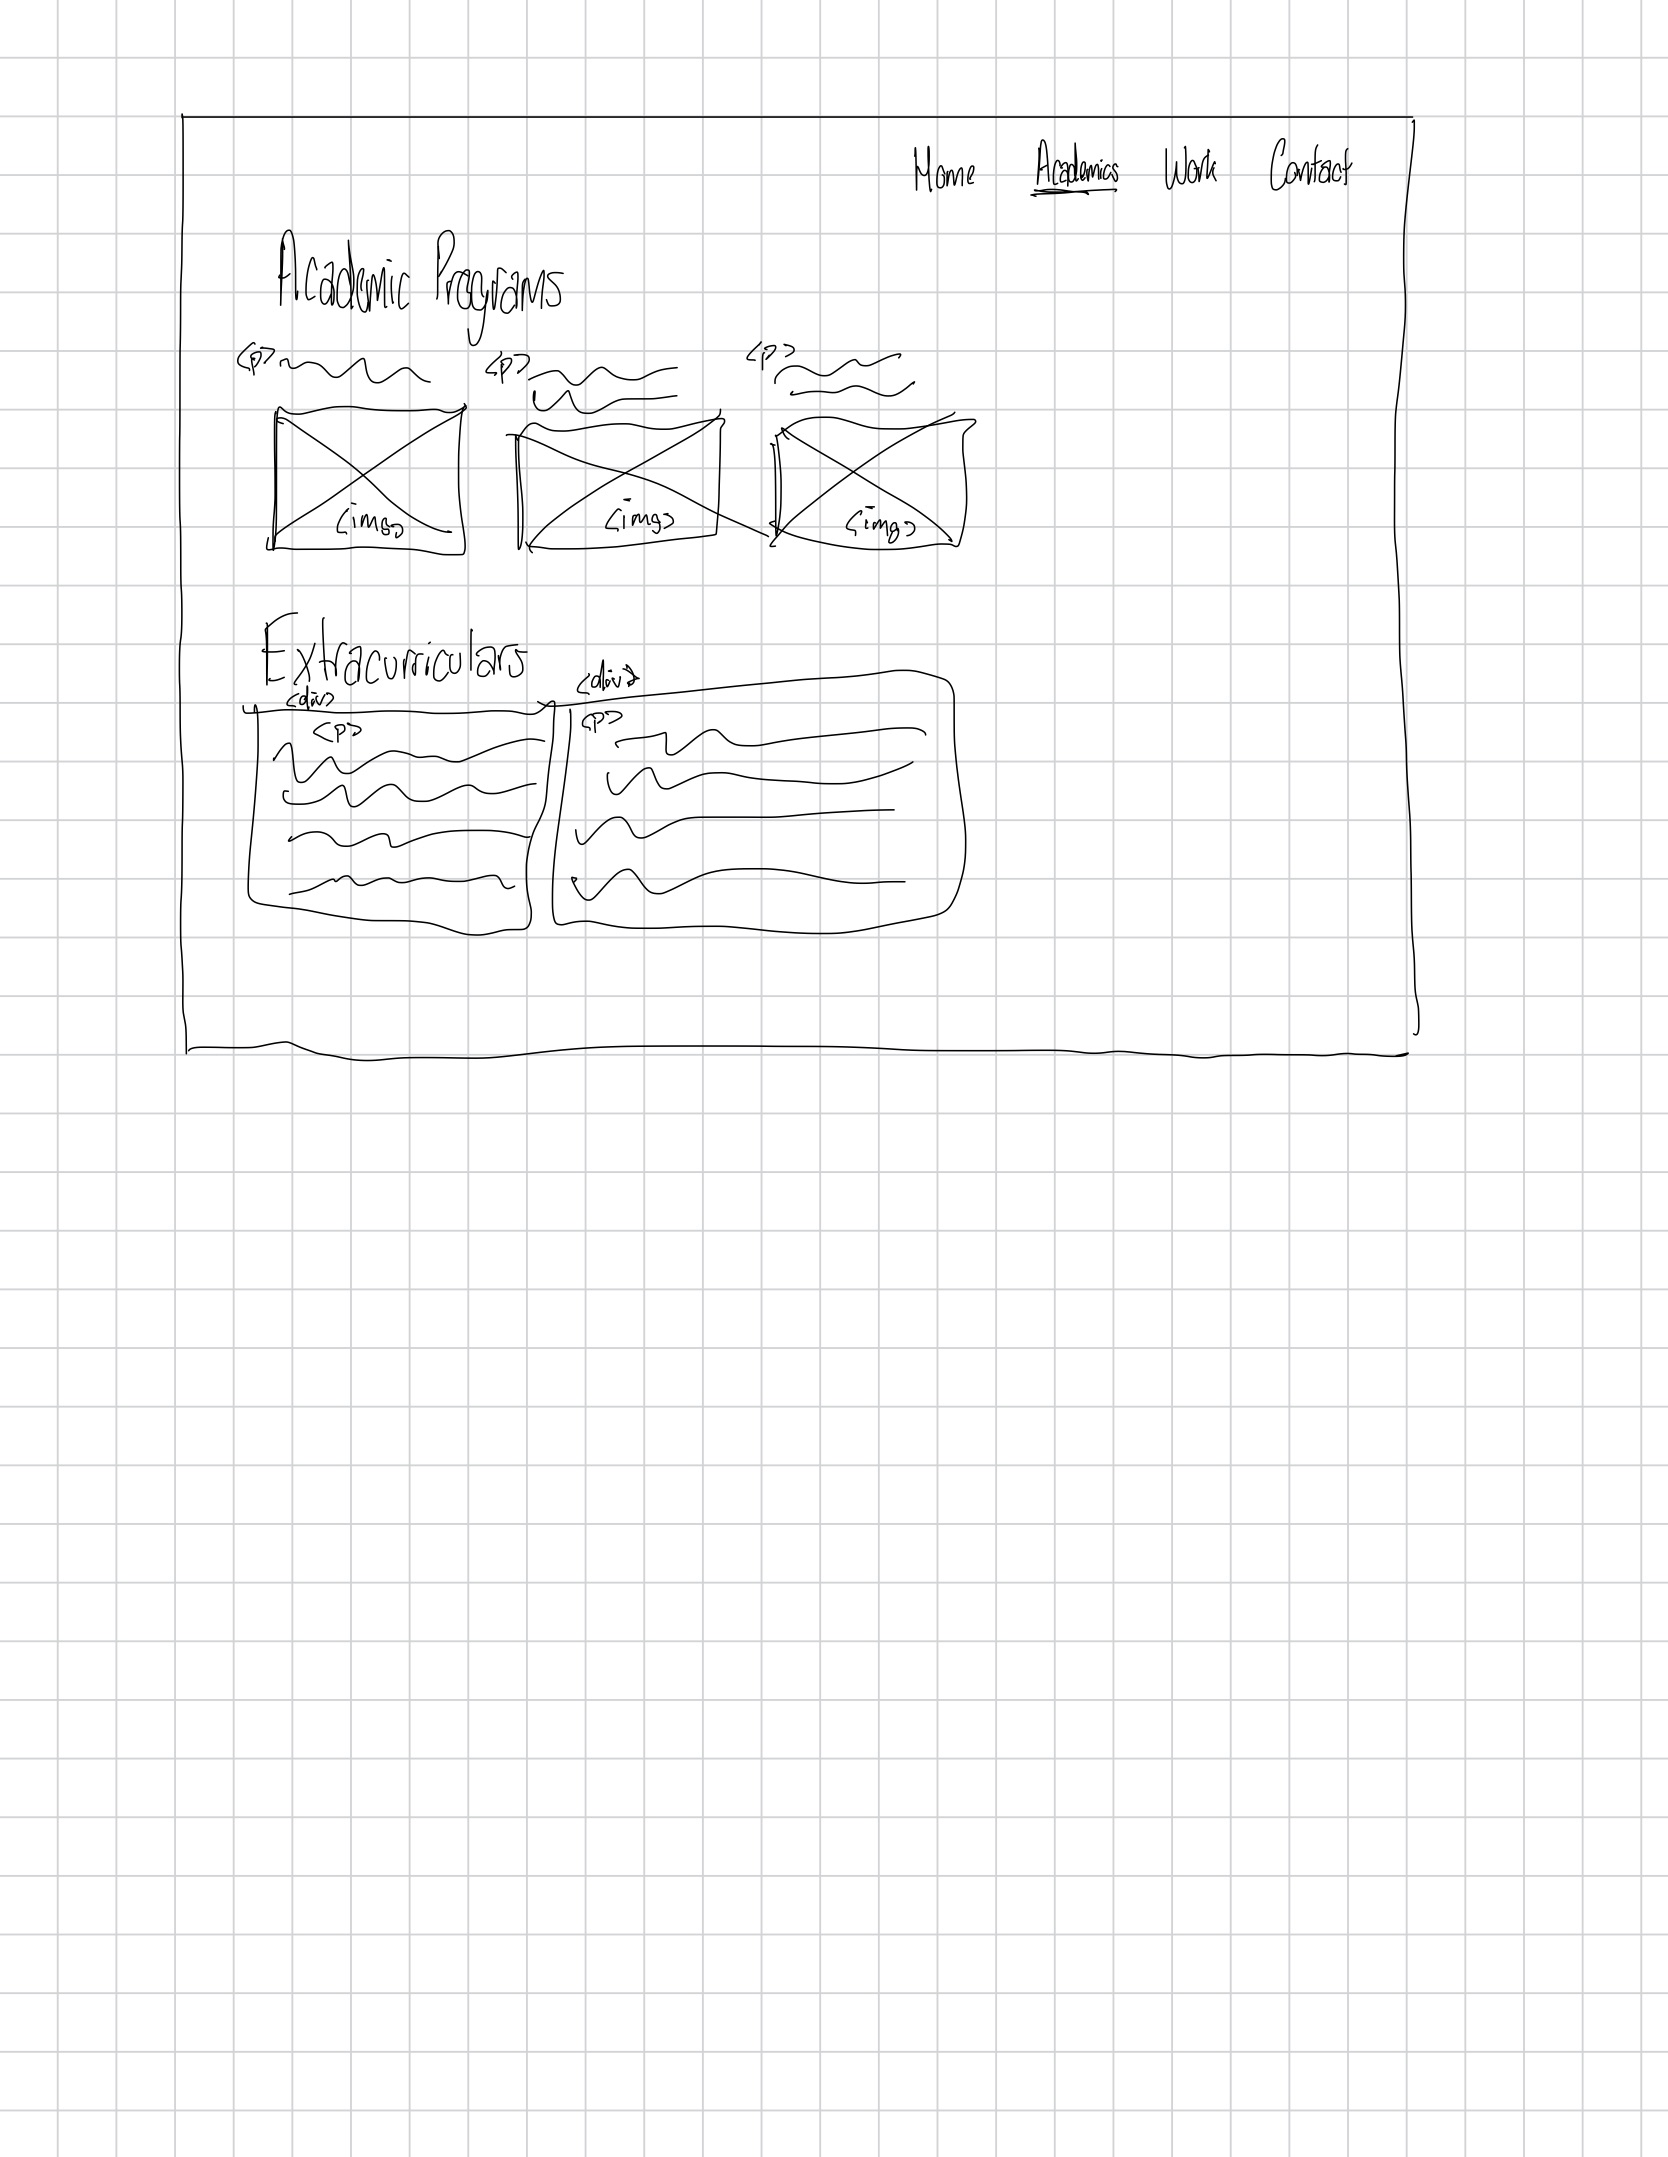 Home Academics Work Contact
Academic Programs
<p> <p> <p>
<img> <img> <img>
Extracurriculars
<div> <div>
<p> <p>